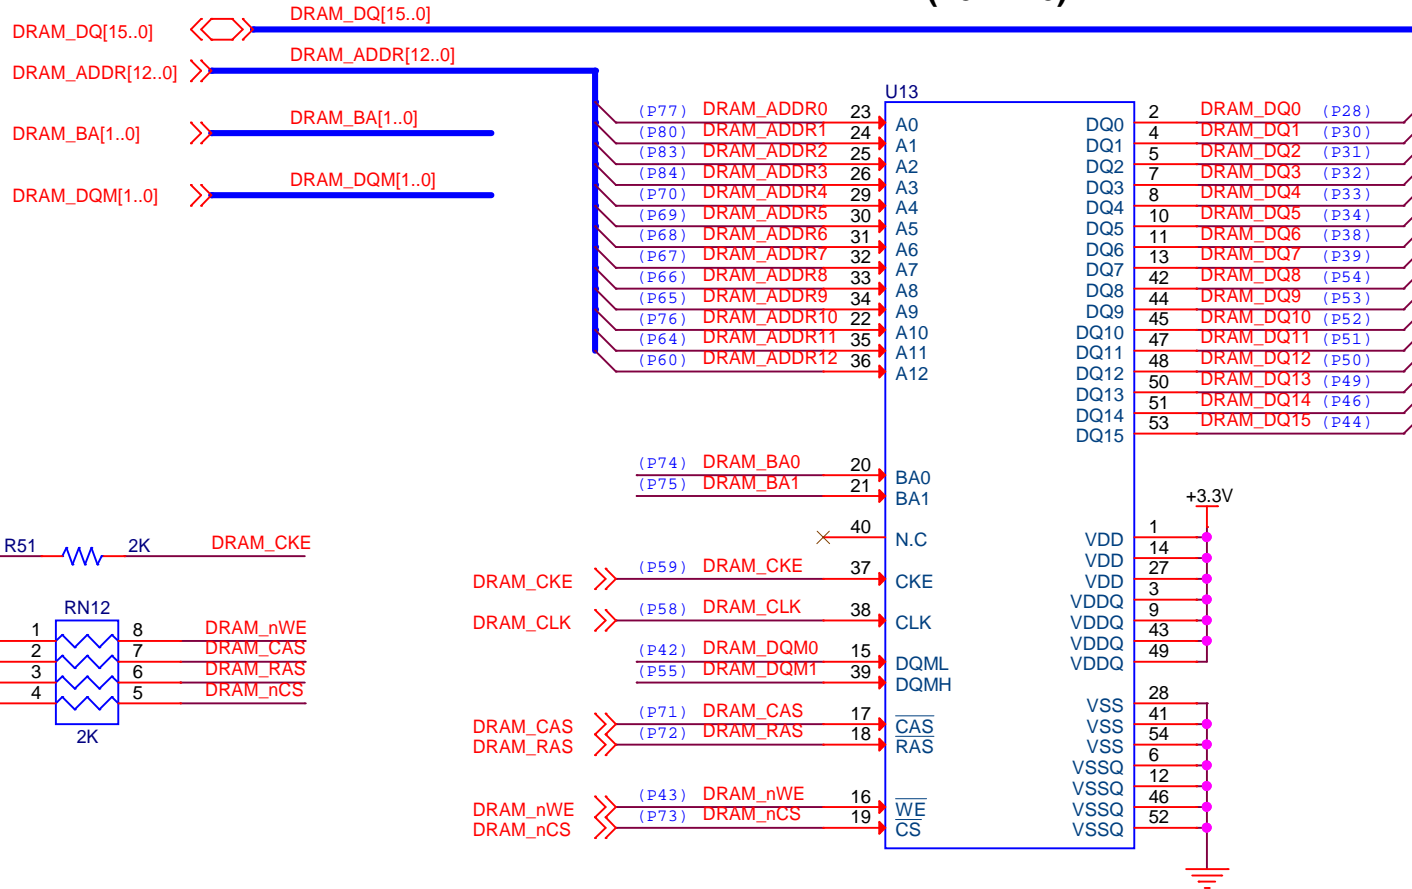 DRAM_DQ[15..0] DRAM_DQ[15..0]
DRAM_ADDR[12..0] DRAM_ADDR[12..0]
DRAM_BA[1..0] DRAM_BA[1..0]
DRAM_DQM[1..0] DRAM_DQM[1..0]
U13
(P77) DRAM_ADDR0 23 A0 DQ0 2 DRAM_DQ0 (P28)
(P80) DRAM_ADDR1 24 A1 DQ1 4 DRAM_DQ1 (P30)
(P83) DRAM_ADDR2 25 A2 DQ2 5 DRAM_DQ2 (P31)
(P84) DRAM_ADDR3 26 A3 DQ3 7 DRAM_DQ3 (P32)
(P70) DRAM_ADDR4 29 A4 DQ4 8 DRAM_DQ4 (P33)
(P69) DRAM_ADDR5 30 A5 DQ5 10 DRAM_DQ5 (P34)
(P68) DRAM_ADDR6 31 A6 DQ6 11 DRAM_DQ6 (P38)
(P67) DRAM_ADDR7 32 A7 DQ7 13 DRAM_DQ7 (P39)
(P66) DRAM_ADDR8 33 A8 DQ8 42 DRAM_DQ8 (P54)
(P65) DRAM_ADDR9 34 A9 DQ9 44 DRAM_DQ9 (P53)
(P76) DRAM_ADDR10 22 A10 DQ10 45 DRAM_DQ10 (P52)
(P64) DRAM_ADDR11 35 A11 DQ11 47 DRAM_DQ11 (P51)
(P60) DRAM_ADDR12 36 A12 DQ12 48 DRAM_DQ12 (P50)
DQ13 50 DRAM_DQ13 (P49)
DQ14 51 DRAM_DQ14 (P46)
DQ15 53 DRAM_DQ15 (P44)
(P74) DRAM_BA0 20 BA0
(P75) DRAM_BA1 21 BA1
+3.3V
R51 2K DRAM_CKE
40 N.C VDD 1
VDD 14
DRAM_CKE (P59) DRAM_CKE 37 CKE VDD 27
VDDQ 3
DRAM_CLK (P58) DRAM_CLK 38 CLK VDDQ 9
VDDQ 43
(P42) DRAM_DQM0 15 DQML VDDQ 49
(P55) DRAM_DQM1 39 DQMH
RN12
1 8 DRAM_nWE
2 7 DRAM_CAS
3 6 DRAM_RAS
4 5 DRAM_nCS
2K
VSS 28
DRAM_CAS (P71) DRAM_CAS 17 CAS VSS 41
DRAM_RAS (P72) DRAM_RAS 18 RAS VSS 54
VSSQ 6
VSSQ 12
DRAM_nWE (P43) DRAM_nWE 16 WE VSSQ 46
DRAM_nCS (P73) DRAM_nCS 19 CS VSSQ 52